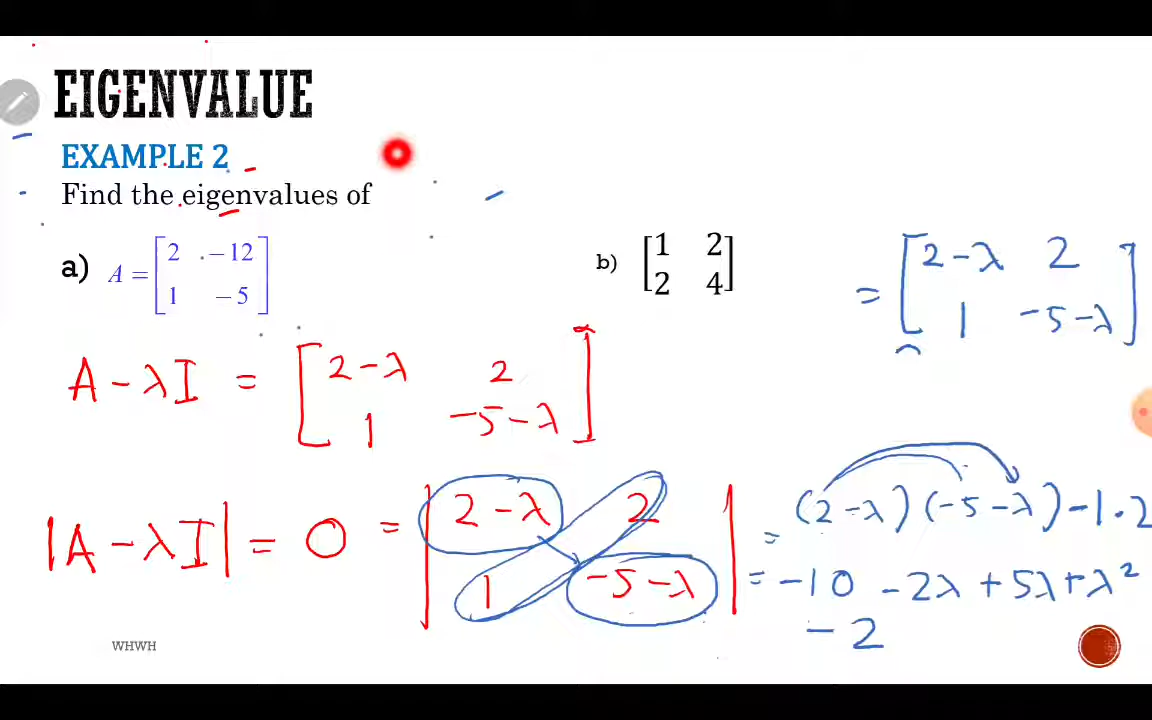 EIGENVALUE
EXAMPLE 2
Find the eigenvalues of
a) A = [2 -12
1 -5]
b) [1 2
2 4]
= [2-λ 2
1 -5-λ]
A - λI = [2-λ 2
1 -5-λ]
|A - λI| = 0 = |2-λ 2
1 -5-λ|
= (2-λ)(-5-λ) - 1·2
= -10 - 2λ + 5λ + λ²
- 2
WHWH